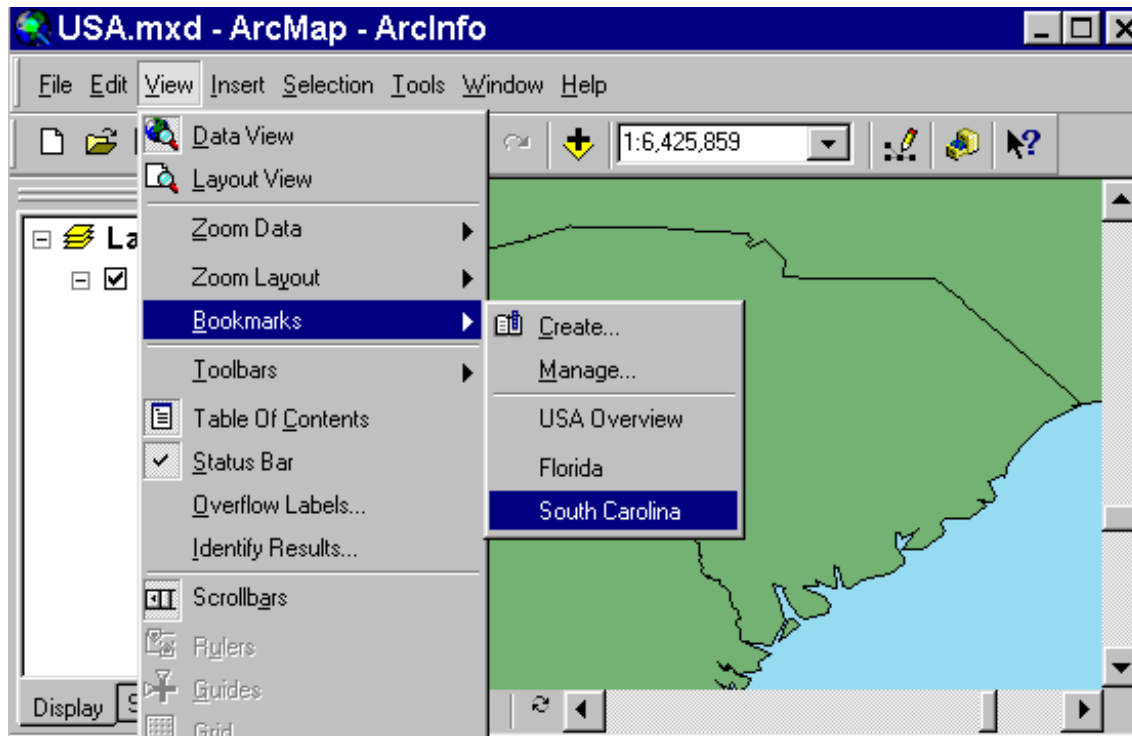 USA.mxd - ArcMap - ArcInfo
File Edit View Insert Selection Tools Window Help
1:6,425,859
Data View
Layout View
Zoom Data
Zoom Layout
Bookmarks
Toolbars
Table Of Contents
Status Bar
Overflow Labels...
Identify Results...
Scrollbars
Rulers
Guides
Grid
Create...
Manage...
USA Overview
Florida
South Carolina
La
Display S